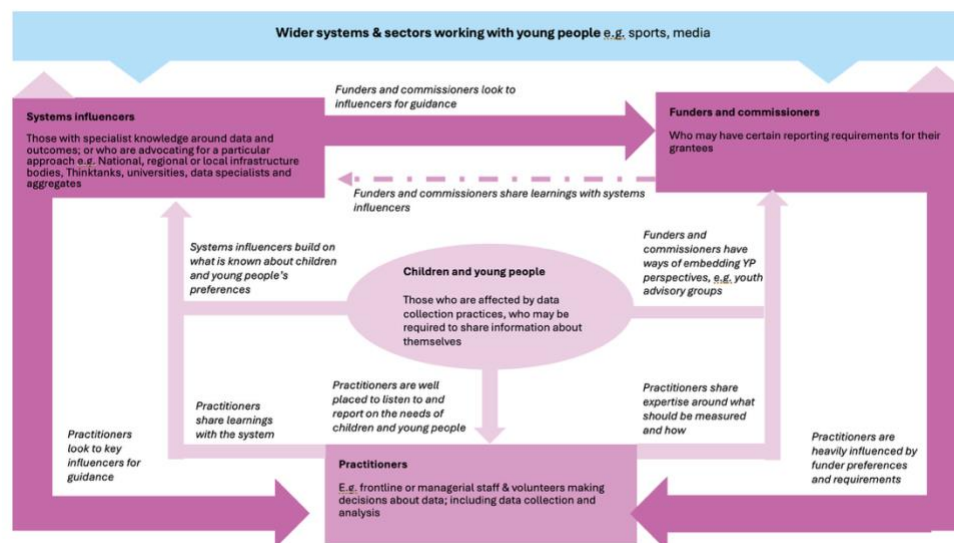 Wider systems & sectors working with young people e.g. sports, media
Funders and commissioners look to
influencers for guidance
Systems influencers
Those with specialist knowledge around data and
outcomes; or who are advocating for a particular
approach e.g. National, regional or local infrastructure
bodies, Thinktanks, universities, data specialists and
aggregates
Funders and commissioners
Who may have certain reporting requirements for their
grantees
Funders and commissioners share learnings with systems
influencers
Systems influencers build on
what is known about children
and young people's
preferences
Children and young people
Those who are affected by data
collection practices, who may be
required to share information about
themselves
Funders and
commissioners have
ways of embedding YP
perspectives, e.g. youth
advisory groups
Practitioners
look to key
influencers for
guidance
Practitioners
share learnings
with the system
Practitioners are well
placed to listen to and
report on the needs of
children and young people
Practitioners share
expertise around what
should be measured
and how
Practitioners are
heavily influenced by
funder preferences
and requirements
Practitioners
E.g. frontline or managerial staff & volunteers making
decisions about data; including data collection and
analysis